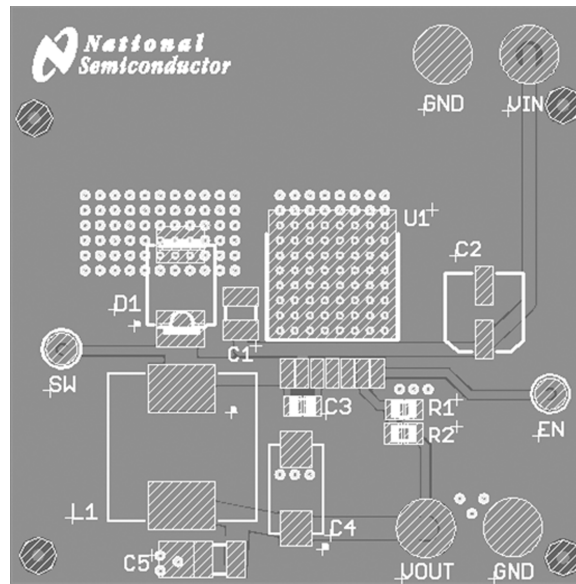 National
Semiconductor
GND
VIN
U1
C2
D1
C1
SW
C3
R1
R2
EN
L1
C4
C5
VOUT
GND